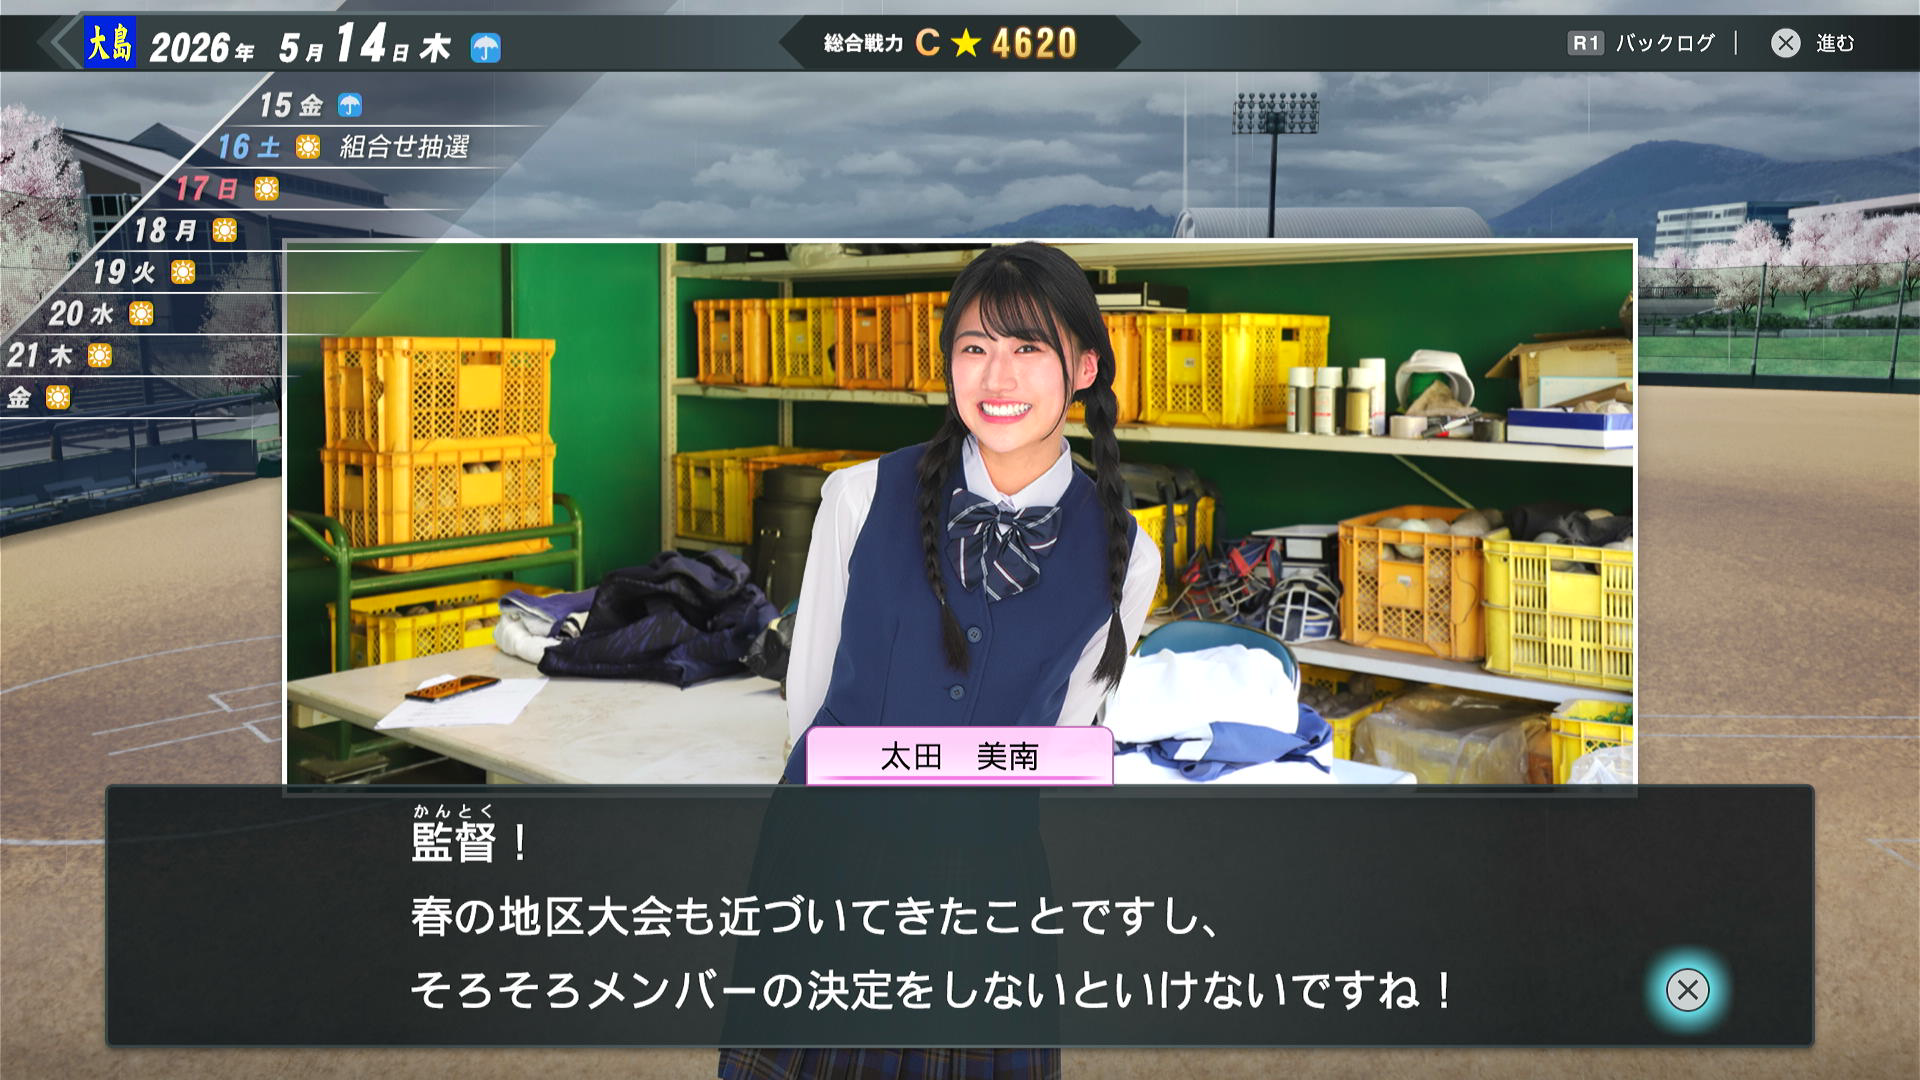 大島 2026年 5月14日 木
総合戦力 C ★ 4620
R1 バックログ | ✕ 進む
15 金
16 土 組合せ抽選
17 日
18 月
19 火
20 水
21 木
金
太田 美南
かんとく
監督！
春の地区大会も近づいてきたことですし、
そろそろメンバーの決定をしないといけないですね！